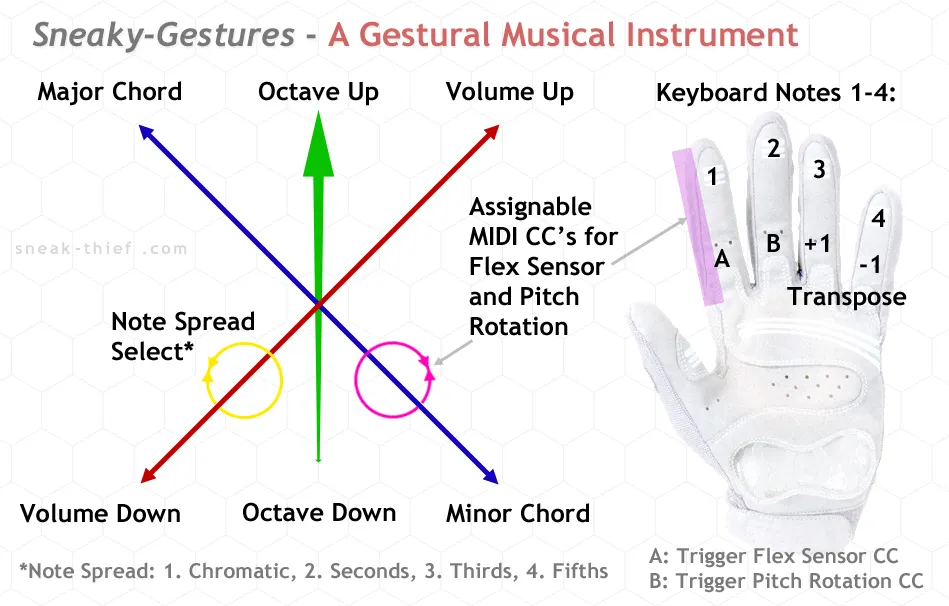 Sneaky-Gestures - A Gestural Musical Instrument
Major Chord
Octave Up
Volume Up
Keyboard Notes 1-4:
1
2
3
4
Assignable
MIDI CC's for
Flex Sensor
and Pitch
Rotation
A
B
+1
-1
Transpose
sneak-thief .com
Note Spread
Select*
Volume Down
Octave Down
Minor Chord
*Note Spread: 1. Chromatic, 2. Seconds, 3. Thirds, 4. Fifths
A: Trigger Flex Sensor CC
B: Trigger Pitch Rotation CC